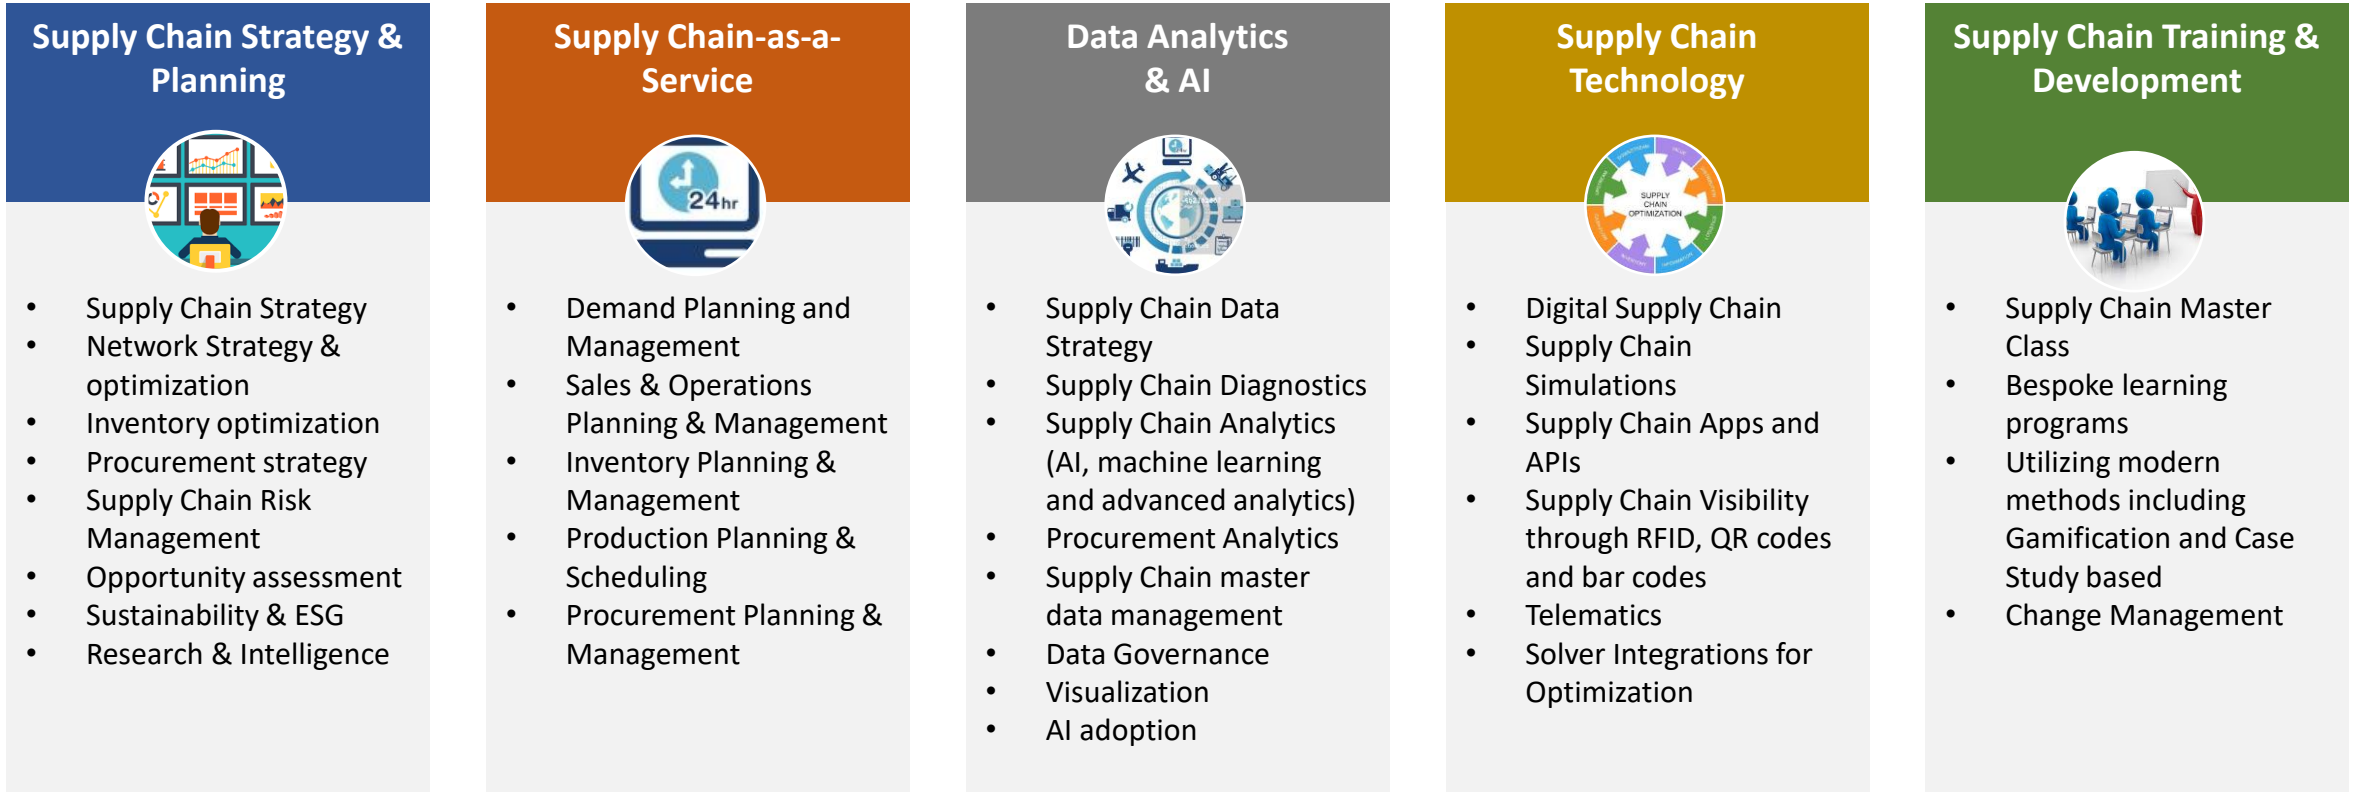 Supply Chain Strategy &
Planning
• Supply Chain Strategy
• Network Strategy &
optimization
• Inventory optimization
• Procurement strategy
• Supply Chain Risk
Management
• Opportunity assessment
• Sustainability & ESG
• Research & Intelligence
Supply Chain-as-a-
Service
24hr
• Demand Planning and
Management
• Sales & Operations
Planning & Management
• Inventory Planning &
Management
• Production Planning &
Scheduling
• Procurement Planning &
Management
Data Analytics
& AI
• Supply Chain Data
Strategy
• Supply Chain Diagnostics
• Supply Chain Analytics
(AI, machine learning
and advanced analytics)
• Procurement Analytics
• Supply Chain master
data management
• Data Governance
• Visualization
• AI adoption
Supply Chain
Technology
SUPPLY
CHAIN
OPTIMIZATION
• Digital Supply Chain
• Supply Chain
Simulations
• Supply Chain Apps and
APIs
• Supply Chain Visibility
through RFID, QR codes
and bar codes
• Telematics
• Solver Integrations for
Optimization
Supply Chain Training &
Development
• Supply Chain Master
Class
• Bespoke learning
programs
• Utilizing modern
methods including
Gamification and Case
Study based
• Change Management